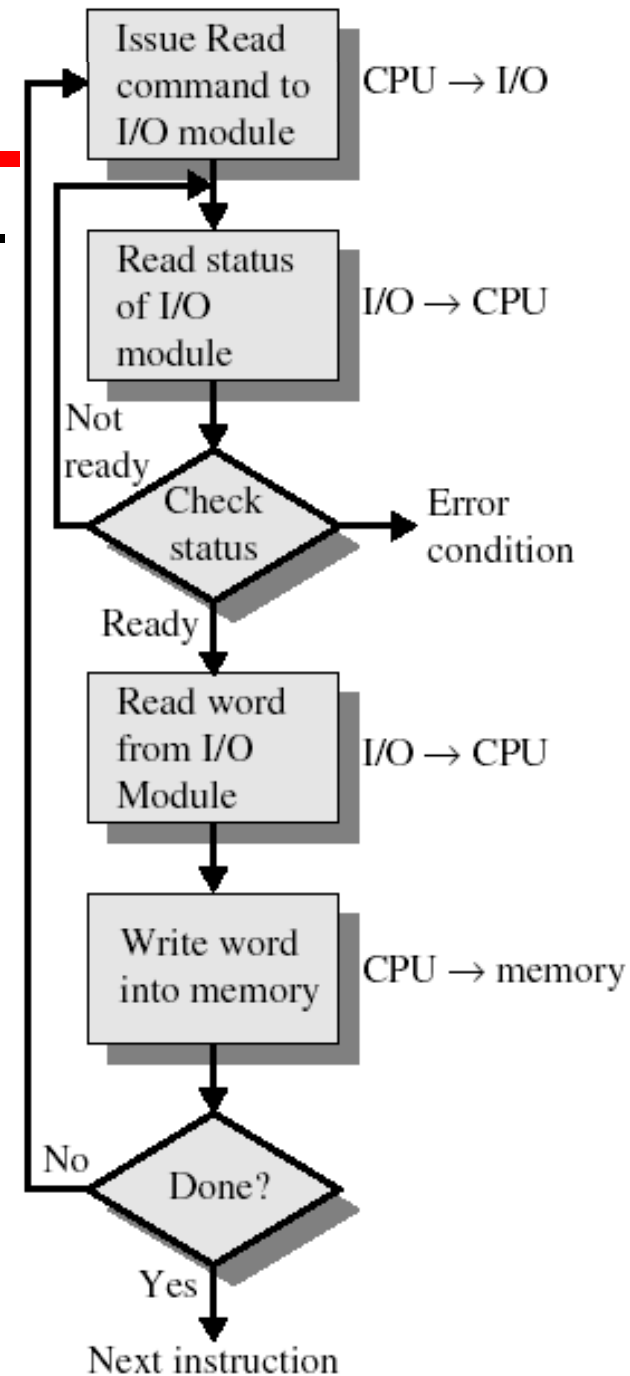 Issue Read
command to
I/O module
CPU → I/O
Read status
of I/O
module
I/O → CPU
Not
ready
Check
status
Error
condition
Ready
Read word
from I/O
Module
I/O → CPU
Write word
into memory
CPU → memory
No
Done?
Yes
Next instruction